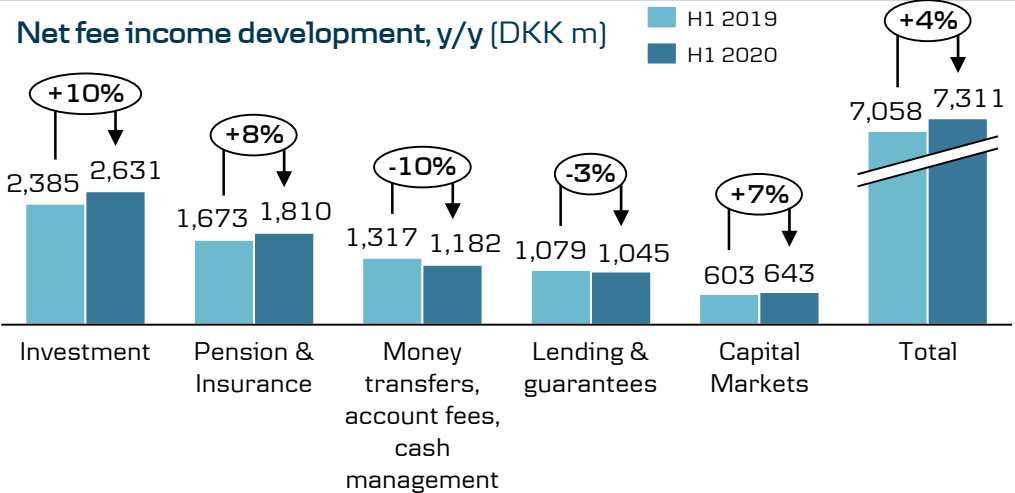 Net fee income development, y/y (DKK m)
H1 2019
H1 2020
+10%
2,385
2,631
+8%
1,673
1,810
-10%
1,317
1,182
-3%
1,079
1,045
+7%
603
643
+4%
7,058
7,311
Investment
Pension &
Insurance
Money
transfers,
account fees,
cash
management
Lending &
guarantees
Capital
Markets
Total